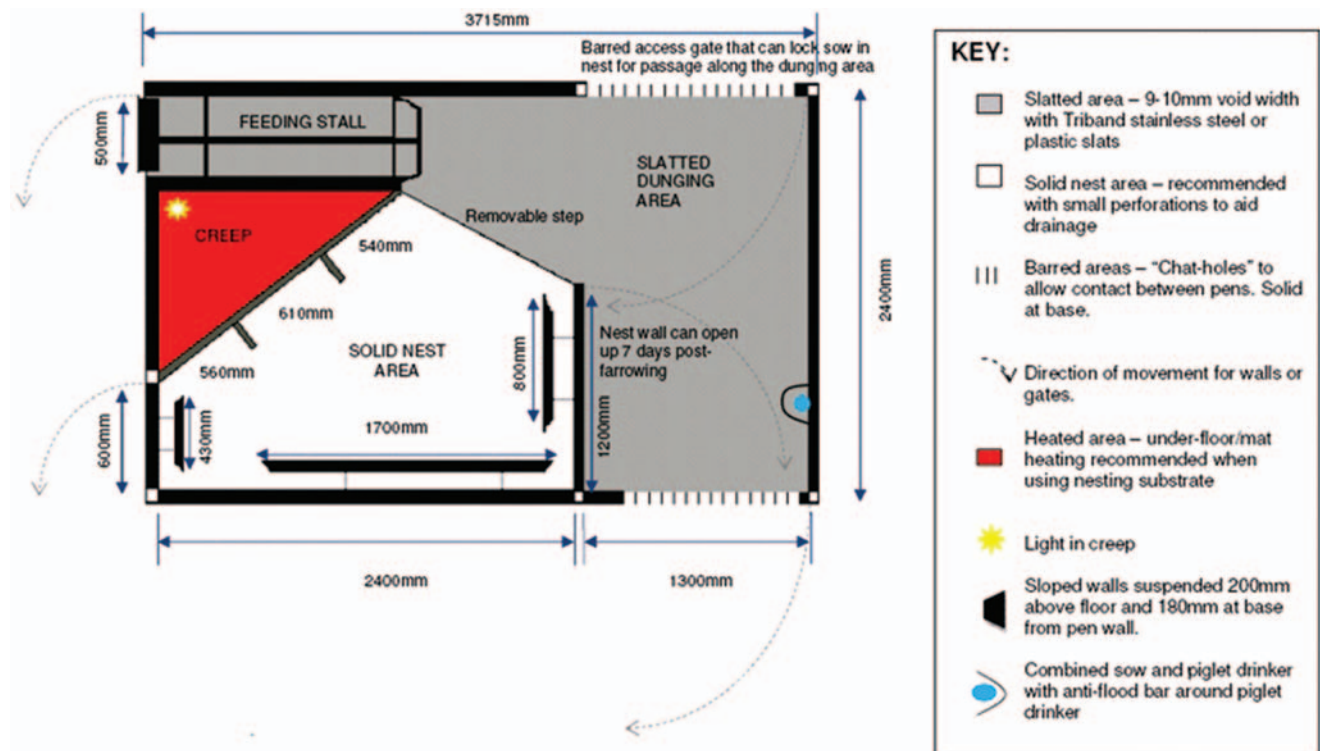 3715mm
Barred access gate that can lock sow in
nest for passage along the dunging area
500mm
FEEDING STALL
SLATTED
DUNGING
AREA
Removable step
CREEP
540mm
610mm
560mm
SOLID NEST
AREA
Nest wall can open
up 7 days post-
farrowing
800mm
1200mm
2400mm
600mm
430mm
1700mm
2400mm
1300mm
KEY:
Slatted area – 9-10mm void width
with Triband stainless steel or
plastic slats
Solid nest area – recommended
with small perforations to aid
drainage
Barred areas – “Chat-holes” to
allow contact between pens. Solid
at base.
Direction of movement for walls or
gates.
Heated area – under-floor/mat
heating recommended when
using nesting substrate
Light in creep
Sloped walls suspended 200mm
above floor and 180mm at base
from pen wall.
Combined sow and piglet drinker
with anti-flood bar around piglet
drinker